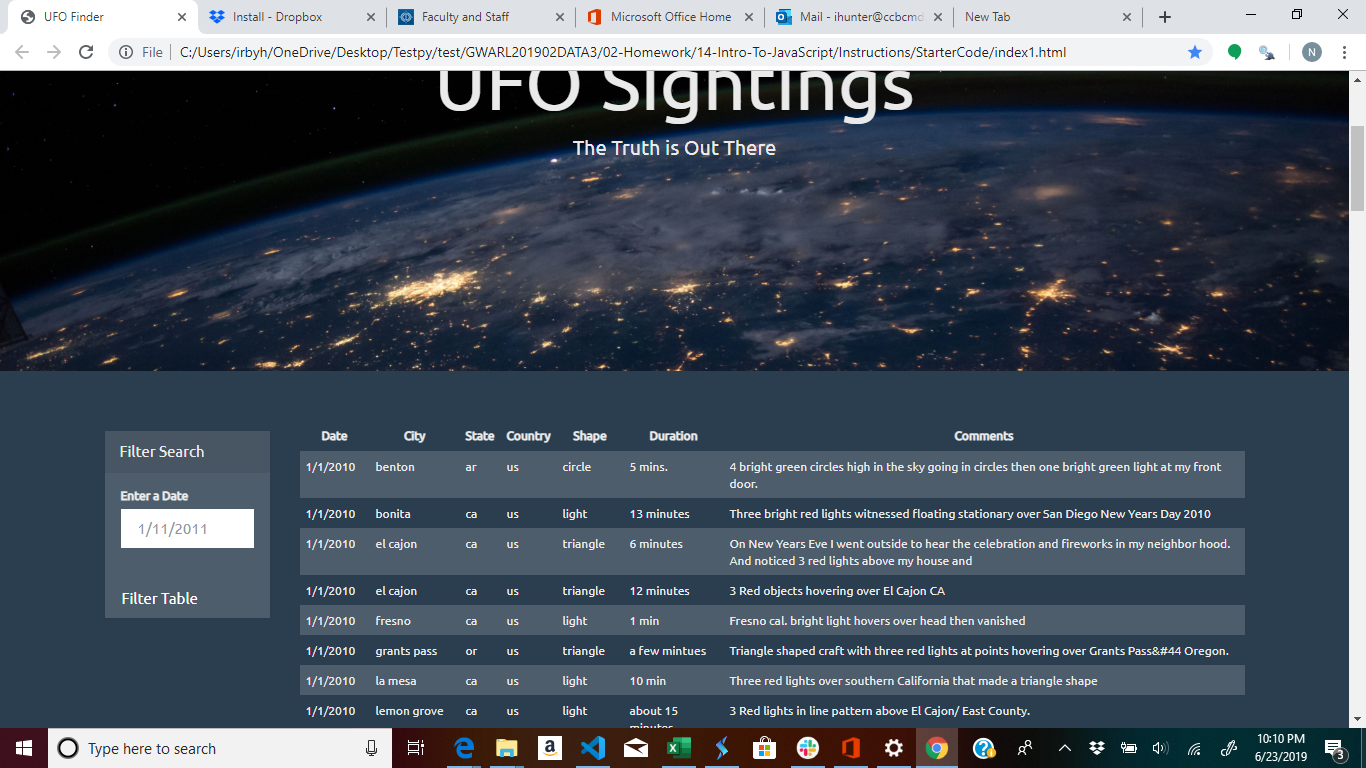 UFO Finder
Install - Dropbox
Faculty and Staff
Microsoft Office Home
Mail - ihunter@ccbcmd
New Tab
File
C:/Users/irbyh/OneDrive/Desktop/Testpy/test/GWARL201902DATA3/02-Homework/14-Intro-To-JavaScript/Instructions/StarterCode/index1.html
N
UFO Sightings
The Truth is Out There
Filter Search
Enter a Date
1/11/2011
Filter Table
Date City State Country Shape Duration Comments
1/1/2010 benton ar us circle 5 mins. 4 bright green circles high in the sky going in circles then one bright green light at my front
door.
1/1/2010 bonita ca us light 13 minutes Three bright red lights witnessed floating stationary over San Diego New Years Day 2010
1/1/2010 el cajon ca us triangle 6 minutes On New Years Eve I went outside to hear the celebration and fireworks in my neighbor hood.
And noticed 3 red lights above my house and
1/1/2010 el cajon ca us triangle 12 minutes 3 Red objects hovering over El Cajon CA
1/1/2010 fresno ca us light 1 min Fresno cal. bright light hovers over head then vanished
1/1/2010 grants pass or us triangle a few mintues Triangle shaped craft with three red lights at points hovering over Grants Pass&#44 Oregon.
1/1/2010 la mesa ca us light 10 min Three red lights over southern California that made a triangle shape
1/1/2010 lemon grove ca us light about 15 3 Red lights in line pattern above El Cajon/ East County.
minutes
Type here to search
10:10 PM
6/23/2019
3